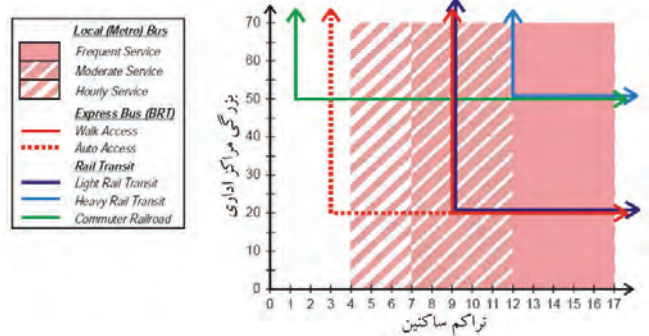 Local (Metro) Bus
Frequent Service
Moderate Service
Hourly Service
Express Bus (BRT)
Walk Access
Auto Access
Rail Transit
Light Rail Transit
Heavy Rail Transit
Commuter Railroad
بزرگی مراکز اداری
70
60
50
40
30
20
10
0
0 1 2 3 4 5 6 7 8 9 10 11 12 13 14 15 16 17
تراکم ساکنین